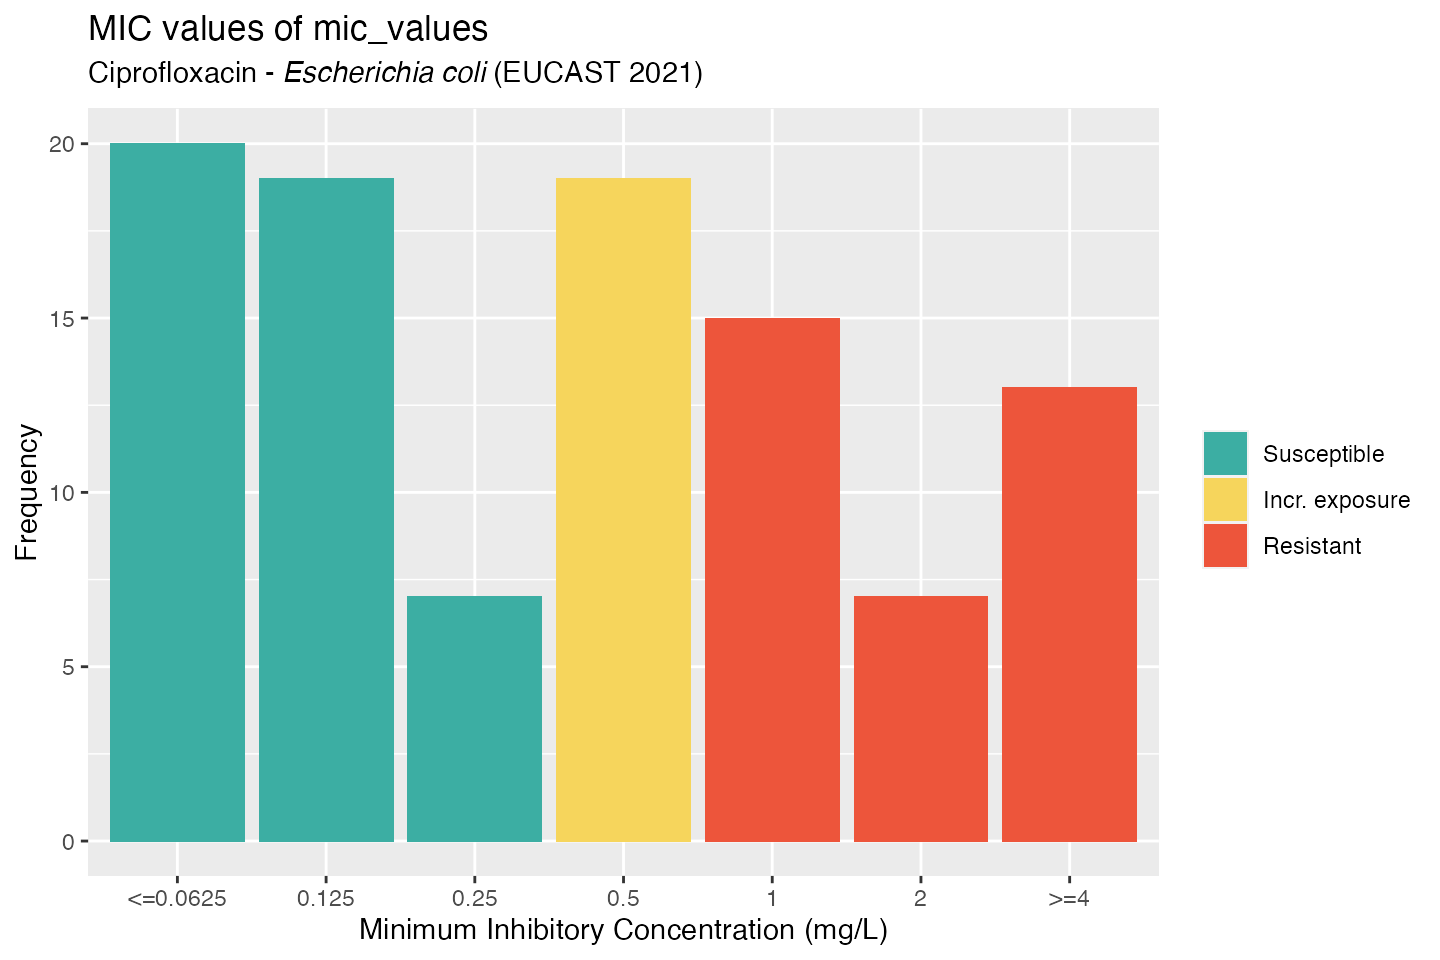 MIC values of mic_values
Ciprofloxacin - Escherichia coli (EUCAST 2021)
Frequency
20
15
10
5
0
<=0.0625 0.125 0.25 0.5 1 2 >=4
Minimum Inhibitory Concentration (mg/L)
Susceptible
Incr. exposure
Resistant